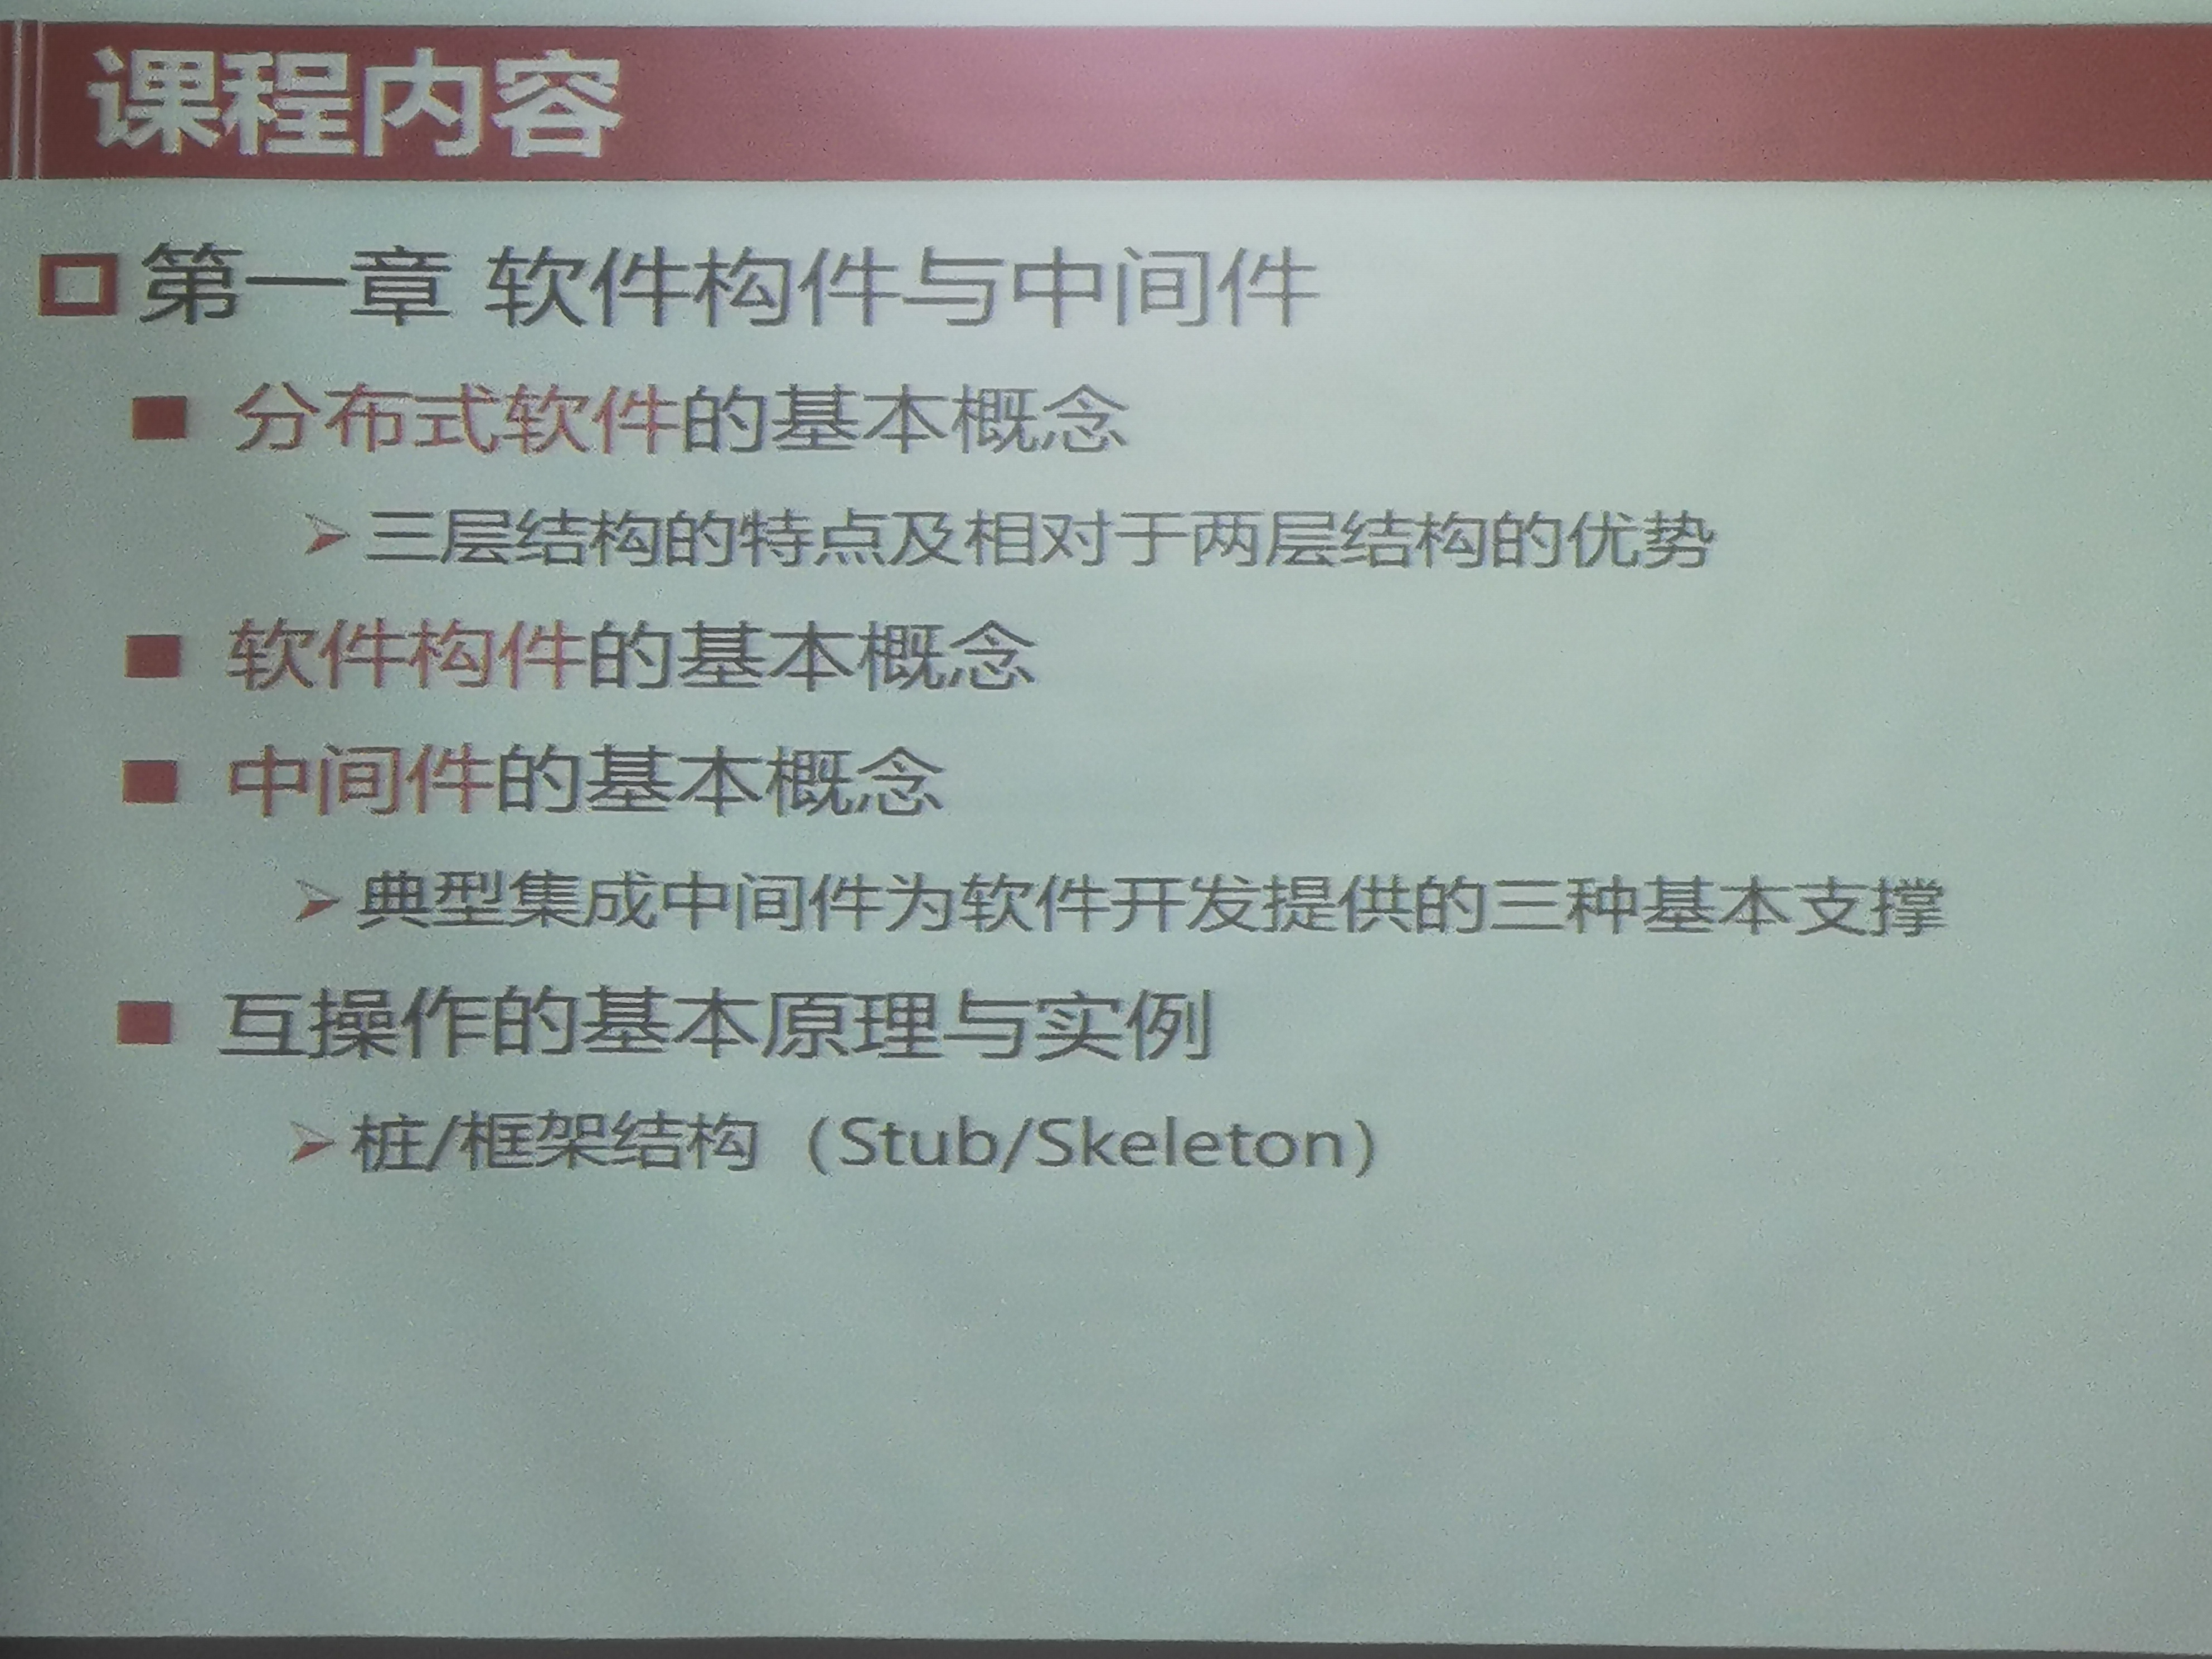 课程内容
第一章 软件构件与中间件
分布式软件的基本概念
三层结构的特点及相对于两层结构的优势
软件构件的基本概念
中间件的基本概念
典型集成中间件为软件开发提供的三种基本支撑
互操作的基本原理与实例
桩/框架结构（Stub/Skeleton）